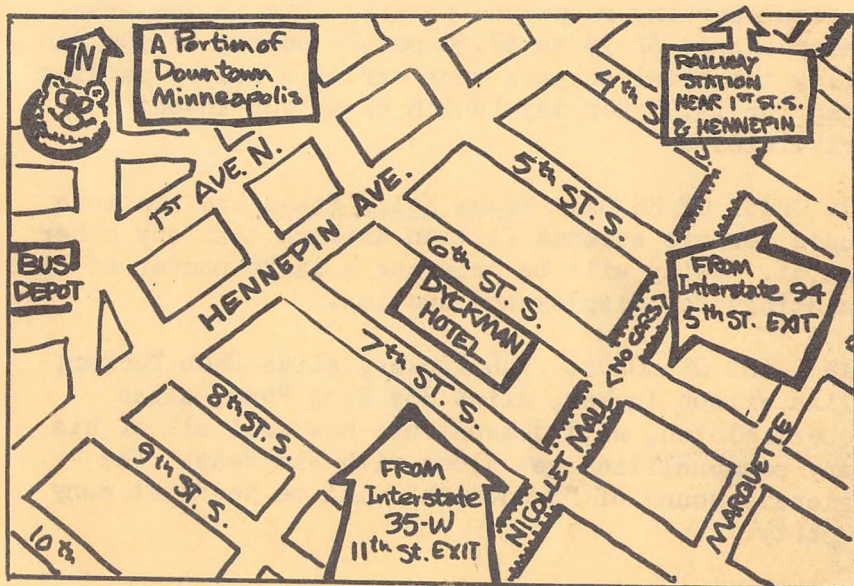 N
A Portion of
Downtown
Minneapolis
RAILWAY
STATION
NEAR 1ST ST. S.
& HENNEPIN
4th S
1ST AVE. N.
5th ST. S.
HENNEPIN AVE.
BUS
DEPOT
6th ST. S.
DYCKMAN
HOTEL
FROM
Interstate 94
5th ST. EXIT
7th ST. S.
8th ST. S.
9th ST. S.
10th
FROM
Interstate
35-W
11th St. EXIT
NICOLLET MALL (NO CARS)
MARQUETTE